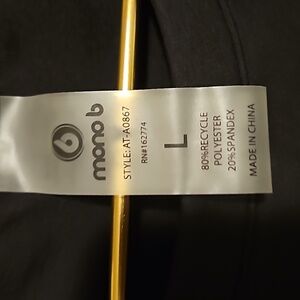 mono b
STYLE: AT-A0867
RN#162774
L
80%RECYCLE
POLYESTER
20%SPANDEX
MADE IN CHINA